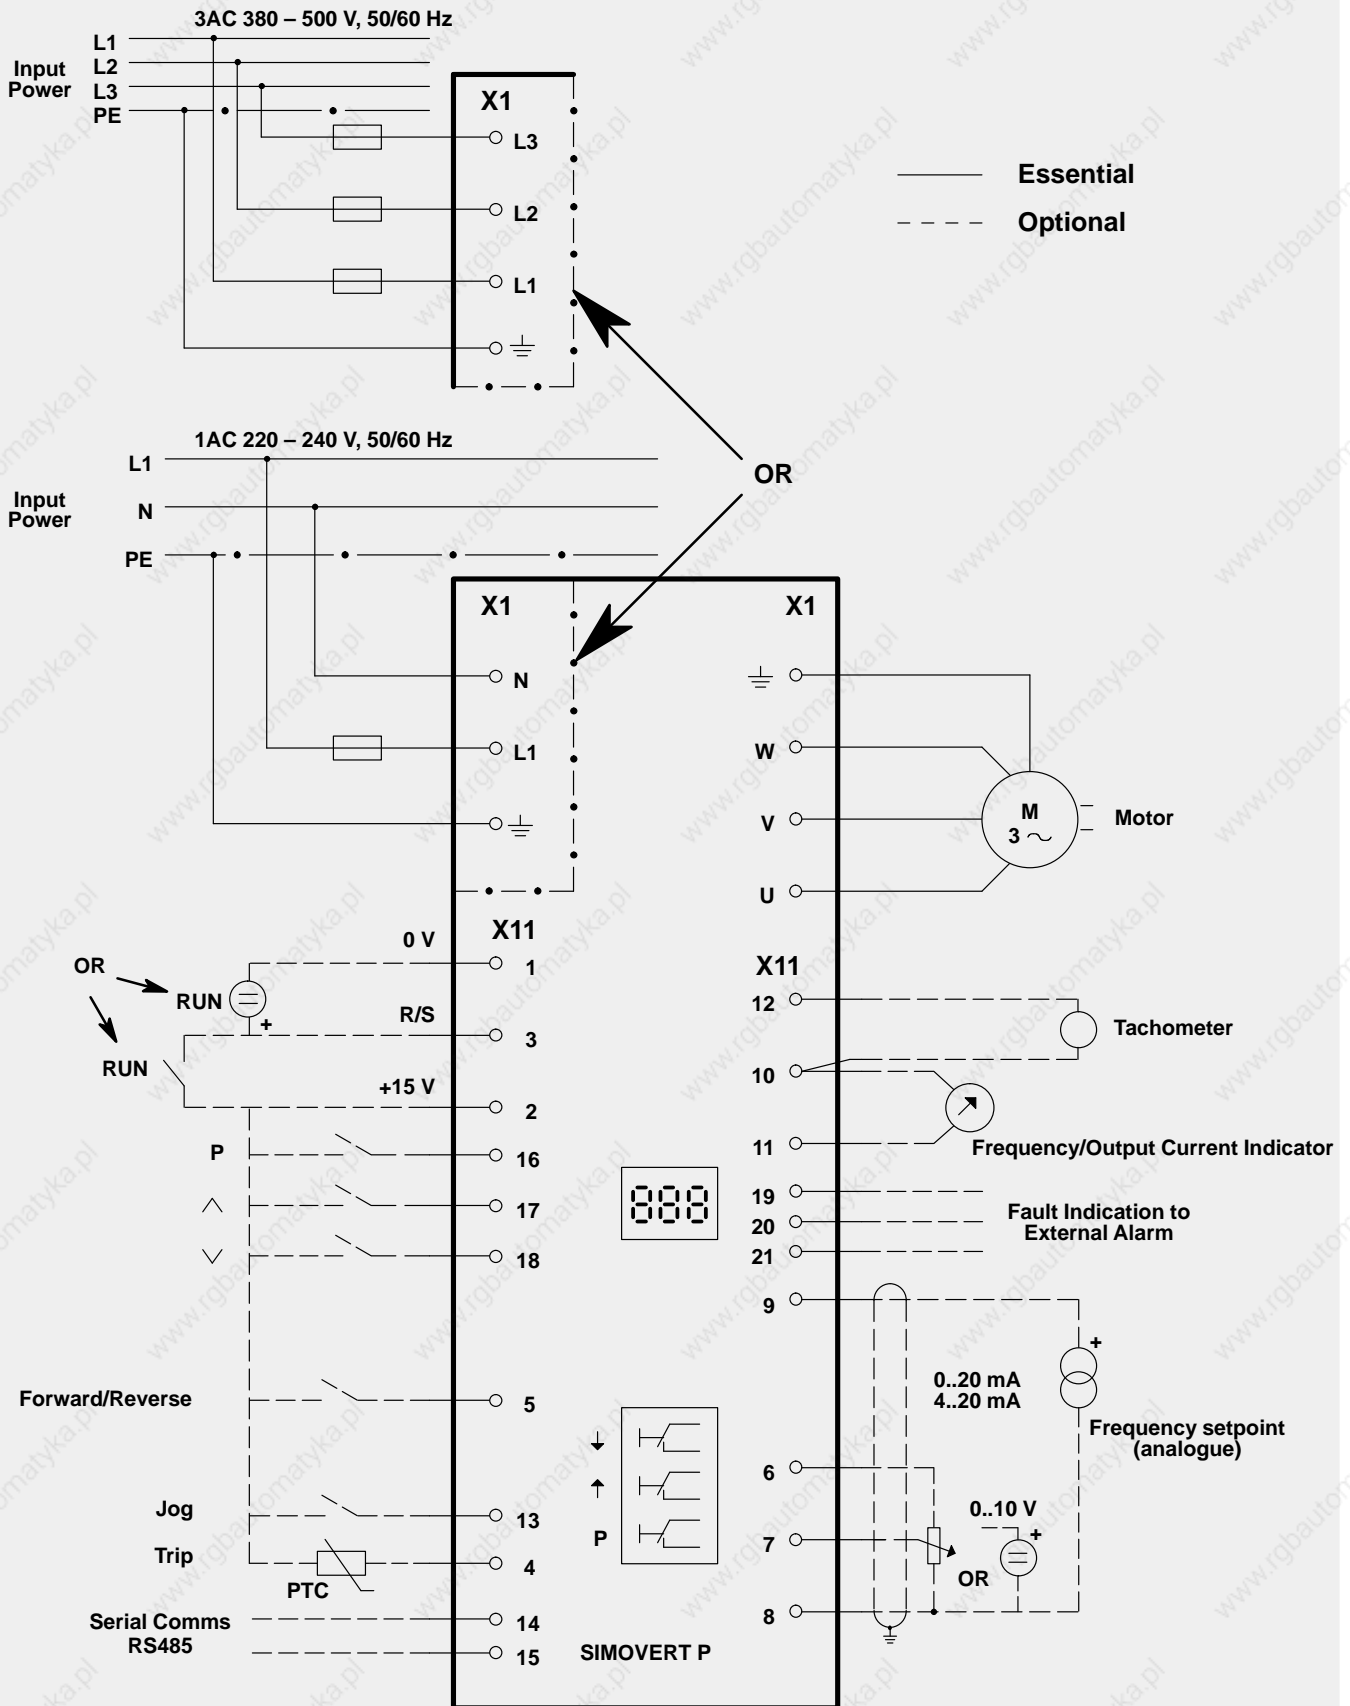 3AC 380 – 500 V, 50/60 Hz
L1
L2
L3
PE
Input
Power
X1
L3
L2
L1
Essential
Optional
1AC 220 – 240 V, 50/60 Hz
L1
N
PE
Input
Power
OR
X1
X1
N
L1
W
V
U
M
3
Motor
X11
0 V
1
OR
RUN
R/S
3
RUN
+15 V
2
P
16
17
18
Forward/Reverse
5
Jog
13
Trip
PTC
4
Serial Comms
RS485
14
15
+
888
P
SIMOVERT P
X11
12
Tachometer
10
11
Frequency/Output Current Indicator
19
20
21
Fault Indication to
External Alarm
9
+
0..20 mA
4..20 mA
Frequency setpoint
(analogue)
6
0..10 V
+
7
OR
8
www.rgbautomatyka.pl